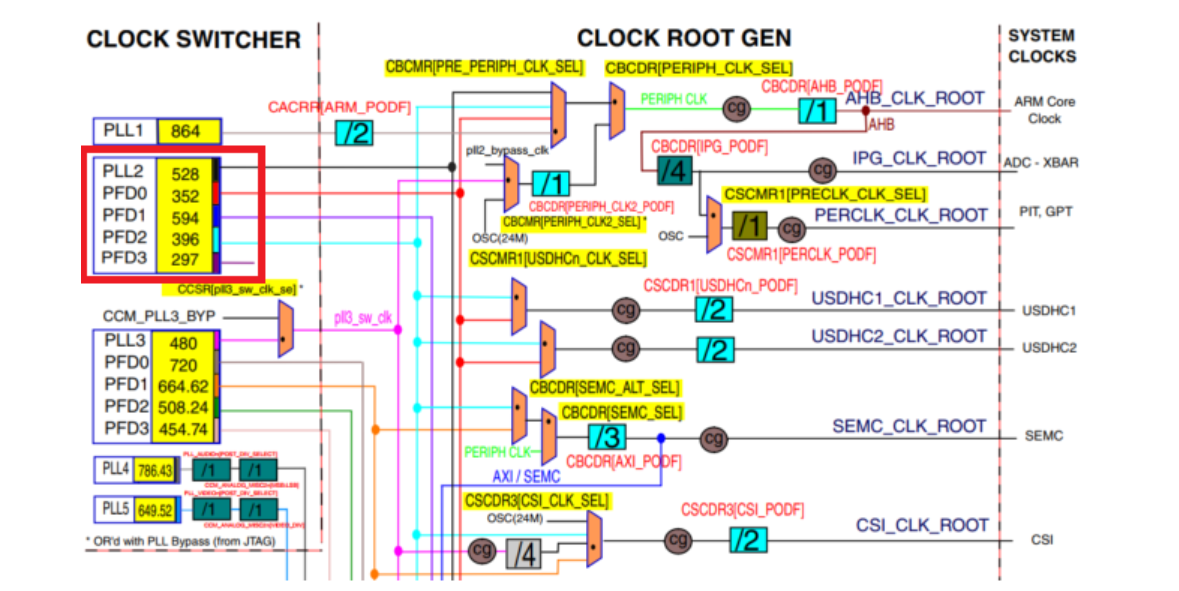 CLOCK SWITCHER
CLOCK ROOT GEN
SYSTEM
CLOCKS
CBCMR[PRE_PERIPH_CLK_SEL]
CBCDR[PERIPH_CLK_SEL]
CBCDR[AHB_PODF]
PERIPH CLK
cg
/1
AHB_CLK_ROOT
ARM Core
Clock
CACRR[ARM_PODF]
PLL1 864
/2
AHB
pll2_bypass_clk
CBCDR[IPG_PODF]
IPG_CLK_ROOT
ADC - XBAR
/4
cg
PLL2 528
PFD0 352
PFD1 594
PFD2 396
PFD3 297
/1
CBCDR[PERIPH_CLK2_PODF]
CBCMR[PERIPH_CLK2_SEL] *
OSC(24M)
CSCMR1[PRECLK_CLK_SEL]
OSC
/1
cg
PERCLK_CLK_ROOT
PIT, GPT
CSCMR1[PERCLK_PODF]
CSCMR1[USDHCn_CLK_SEL]
CSCDR1[USDHCn_PODF]
cg
/2
USDHC1_CLK_ROOT
USDHC1
cg
/2
USDHC2_CLK_ROOT
USDHC2
CCSR[pll3_sw_clk_se] *
CCM_PLL3_BYP
pll3_sw_clk
PLL3 480
PFD0 720
PFD1 664.62
PFD2 508.24
PFD3 454.74
CBCDR[SEMC_ALT_SEL]
CBCDR[SEMC_SEL]
/3
cg
SEMC_CLK_ROOT
SEMC
PERIPH CLK
CBCDR[AXI_PODF]
AXI / SEMC
PLL4 786.43 /1 /1
PLL5 649.52 /1 /1
* OR'd with PLL Bypass (from JTAG)
CSCDR3[CSI_CLK_SEL]
OSC(24M)
cg
/4
CSCDR3[CSI_PODF]
cg
/2
CSI_CLK_ROOT
CSI